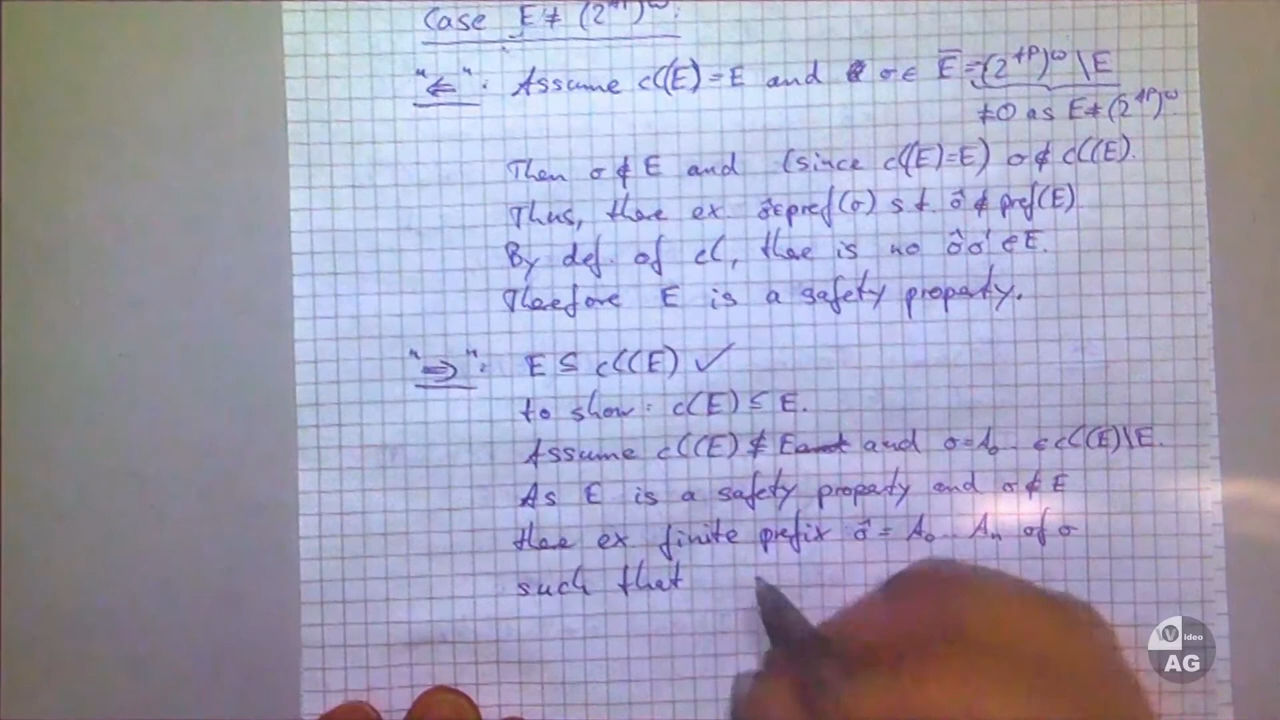 Case E ≠ (2^AP)^ω:
"⇐": Assume cl(E)=E and σ ∈ Ē = (2^AP)^ω \ E
≠∅ as E≠(2^AP)^ω
Then σ ∉ E and (since cl(E)=E) σ ∉ cl(E).
Thus, there ex. σ̂∈pref(σ) s.t. σ̂ ∉ pref(E)
By def. of cl, there is no σ̂σ' ∈ E.
Therefore E is a safety property.
"⇒": E ⊆ cl(E) ✓
to show: cl(E) ⊆ E.
Assume cl(E) ⊈ E and σ=A₀... ∈ cl(E)\E.
As E is a safety property and σ ∉ E
there ex finite prefix σ̂ = A₀...Aₙ of σ
such that
Video
AG